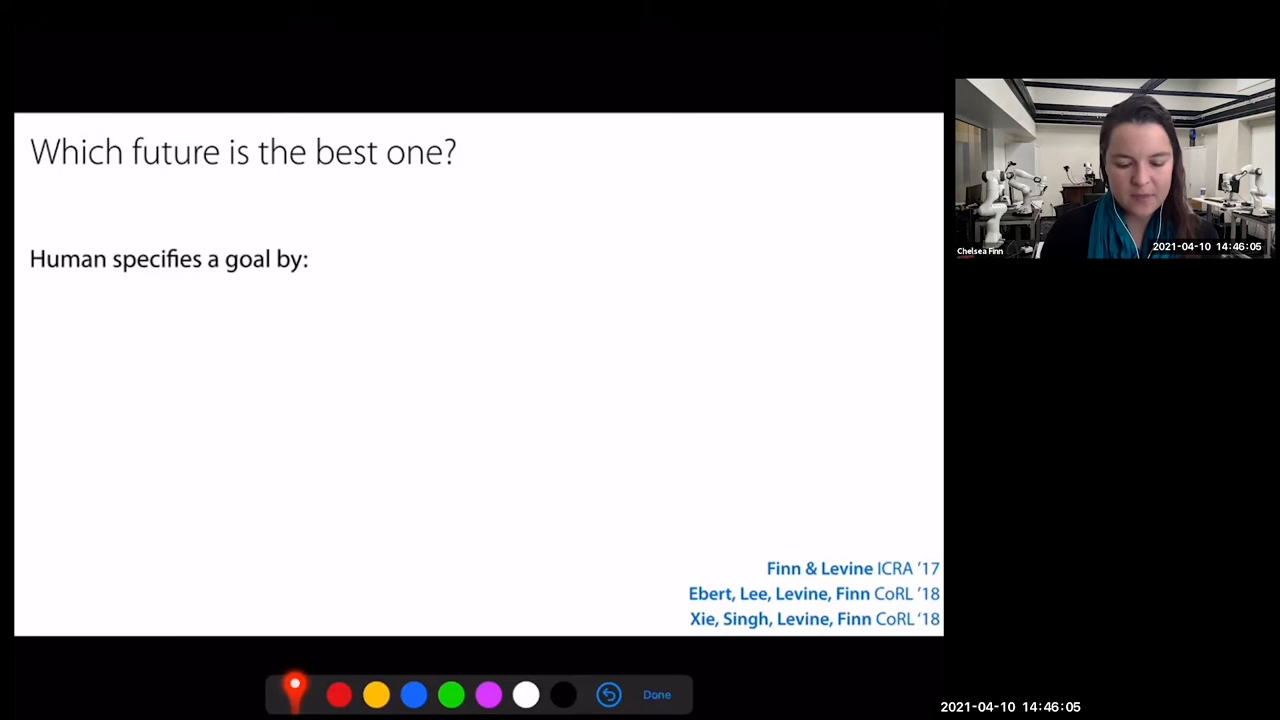 Which future is the best one?
Human specifies a goal by:
Finn & Levine ICRA '17
Ebert, Lee, Levine, Finn CoRL '18
Xie, Singh, Levine, Finn CoRL '18
Done
Chelsea Finn
2021-04-10 14:46:05
2021-04-10 14:46:05